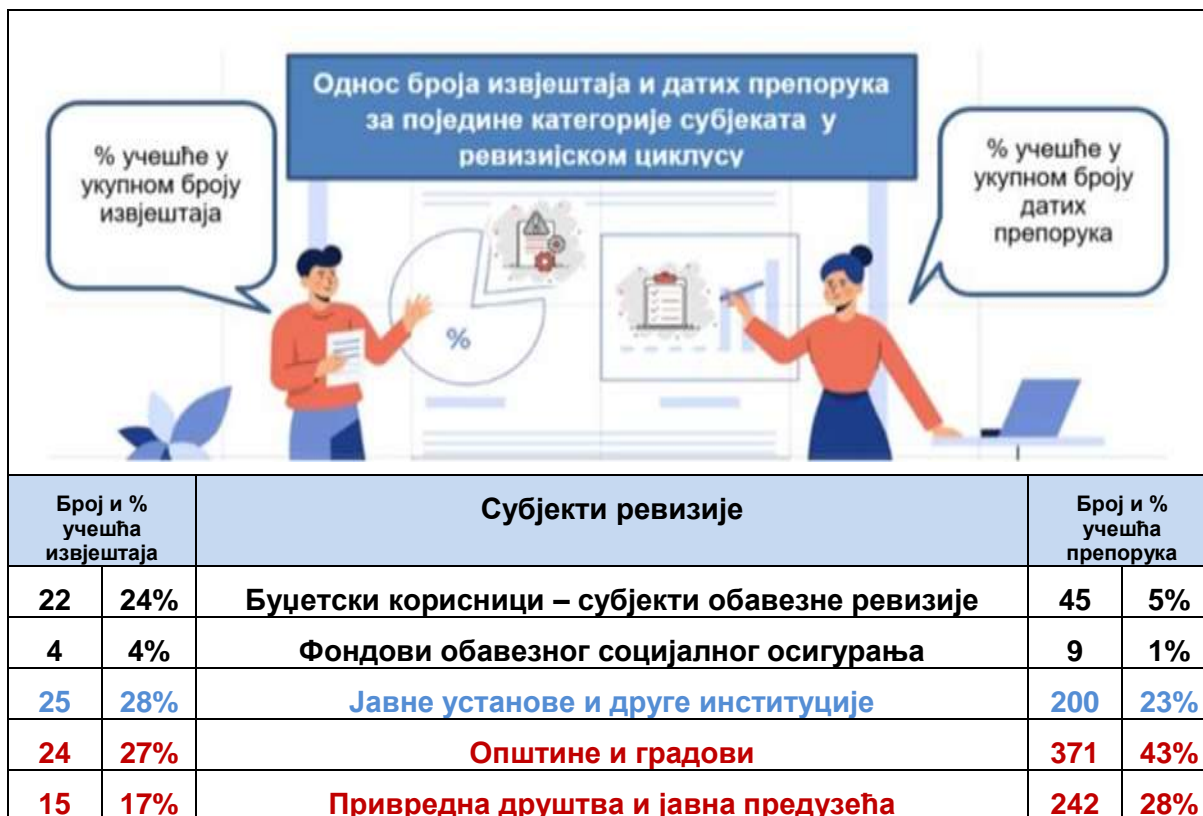 Однос броја извјештаја и датих препорука
за поједине категорије субјеката у
ревизијском циклусу
% учешће у
укупном броју
извјештаја
% учешће у
укупном броју
датих
препорука
%
Број и %
учешћа
извјештаја
Субјекти ревизије
Број и %
учешћа
препорука
22 24% Буџетски корисници – субјекти обавезне ревизије 45 5%
4 4% Фондови обавезног социјалног осигурања 9 1%
25 28% Јавне установе и друге институције 200 23%
24 27% Општине и градови 371 43%
15 17% Привредна друштва и јавна предузећа 242 28%